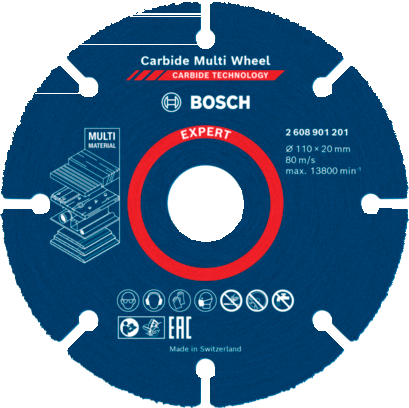 Carbide Multi Wheel
CARBIDE TECHNOLOGY
BOSCH
EXPERT
MULTI
MATERIAL
2 608 901 201
Ø 110 × 20 mm
80 m/s
max. 13800 min⁻¹
EAC
Made in Switzerland